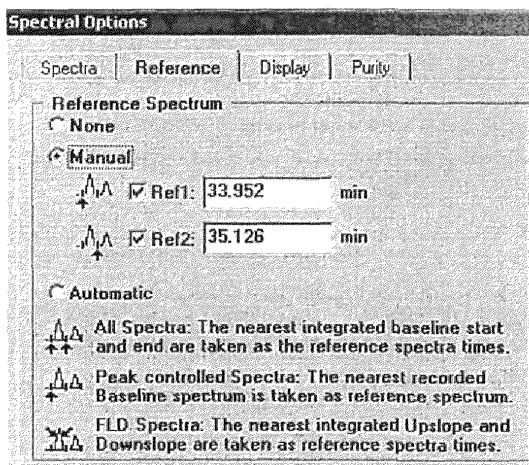 Spectral Options
Spectra Reference Display Purity
Reference Spectrum
None
Manual
Ref1: 33.952 min
Ref2: 35.126 min
Automatic
All Spectra: The nearest integrated baseline start
and end are taken as the reference spectra times.
Peak controlled Spectra: The nearest recorded
Baseline spectrum is taken as reference spectrum.
FLD Spectra: The nearest integrated Upslope and
Downslope are taken as reference spectra times.